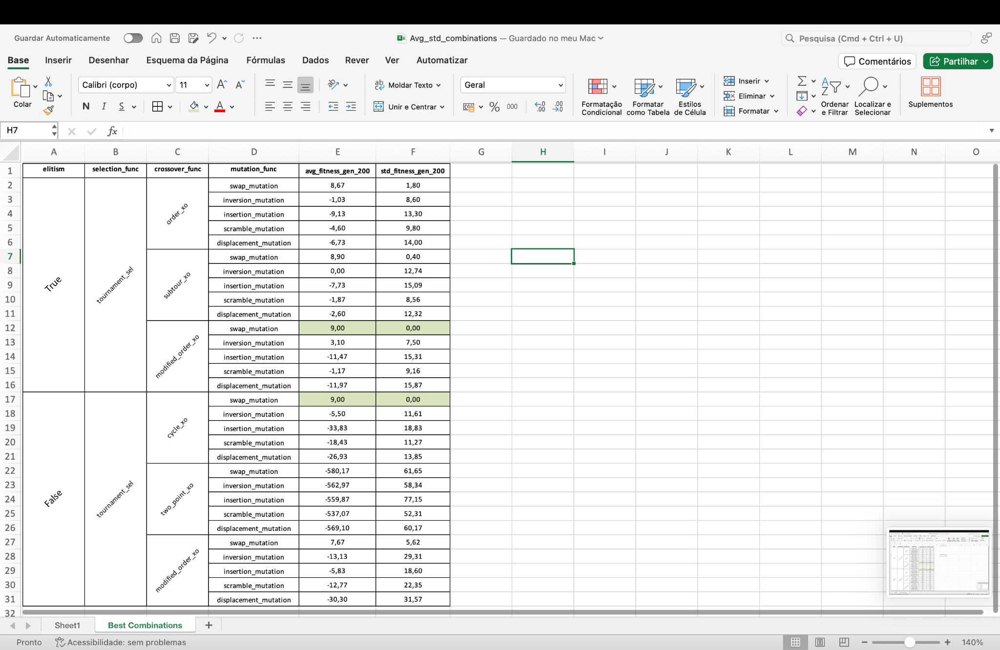 Guardar Automaticamente
Avg_std_combinations — Guardado no meu Mac
Pesquisa (Cmd + Ctrl + U)
Base Inserir Desenhar Esquema da Página Fórmulas Dados Rever Ver Automatizar
Comentários Partilhar
Colar
Calibri (corpo) 11
N I S
Moldar Texto
Unir e Centrar
Geral
% 000
Formatação Condicional
Formatar como Tabela
Estilos de Célula
Inserir
Eliminar
Formatar
Ordenar e Filtrar
Localizar e Selecionar
Suplementos
H7 fx
A B C D E F G H I J K L M N O
1 elitism selection_func crossover_func mutation_func avg_fitness_gen_200 std_fitness_gen_200
True tournament_sel order_xo
2 swap_mutation 8,67 1,80
3 inversion_mutation -1,03 8,60
4 insertion_mutation -9,13 13,30
5 scramble_mutation -4,60 9,80
6 displacement_mutation -6,73 14,00
subtour_xo
7 swap_mutation 8,90 0,40
8 inversion_mutation 0,00 12,74
9 insertion_mutation -7,73 15,09
10 scramble_mutation -1,87 8,56
11 displacement_mutation -2,60 12,32
modified_order_xo
12 swap_mutation 9,00 0,00
13 inversion_mutation 3,10 7,50
14 insertion_mutation -11,47 15,31
15 scramble_mutation -1,17 9,16
16 displacement_mutation -11,97 15,87
False tournament_sel cycle_xo
17 swap_mutation 9,00 0,00
18 inversion_mutation -5,50 11,61
19 insertion_mutation -33,83 18,83
20 scramble_mutation -18,43 11,27
21 displacement_mutation -26,93 13,85
two_point_xo
22 swap_mutation -580,17 61,65
23 inversion_mutation -562,97 58,34
24 insertion_mutation -559,87 77,15
25 scramble_mutation -537,07 52,31
26 displacement_mutation -569,10 60,17
modified_order_xo
27 swap_mutation 7,67 5,62
28 inversion_mutation -13,13 29,31
29 insertion_mutation -5,83 18,60
30 scramble_mutation -12,77 22,35
31 displacement_mutation -30,30 31,57
32
Sheet1 Best Combinations +
Pronto Acessibilidade: sem problemas
140%